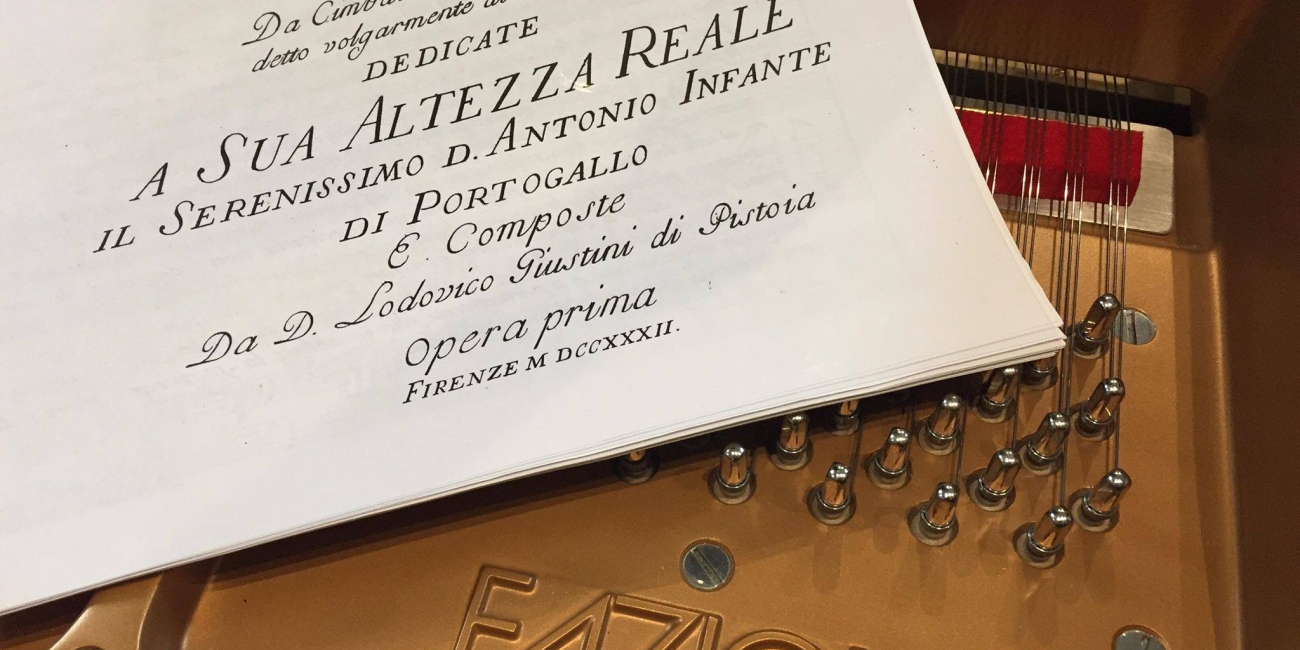 Da
detto volgarmente
DEDICATE
A SUA ALTEZZA REALE
IL SERENISSIMO D. ANTONIO INFANTE
DI PORTOGALLO
E. Composte
Da D. Lodovico Giustini di Pistoia
Opera prima
FIRENZE M DCCXXXII.